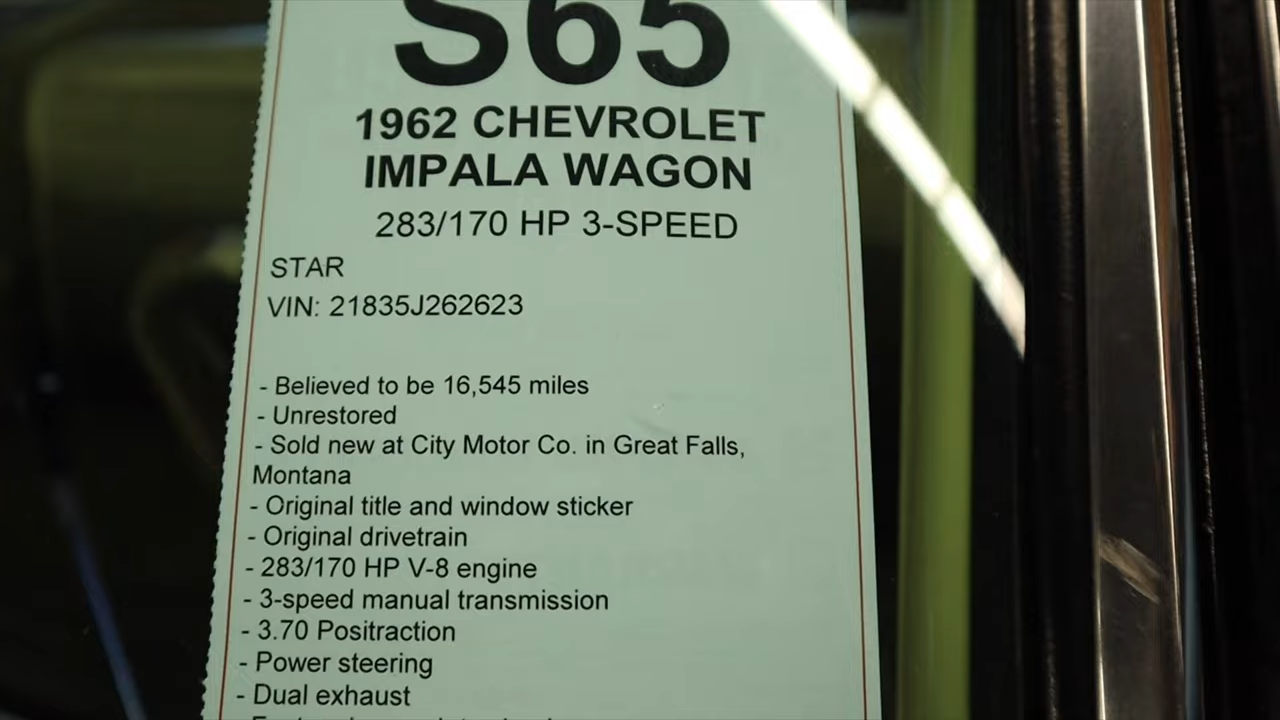 S65
1962 CHEVROLET
IMPALA WAGON
283/170 HP 3-SPEED
STAR
VIN: 21835J262623
- Believed to be 16,545 miles
- Unrestored
- Sold new at City Motor Co. in Great Falls,
Montana
- Original title and window sticker
- Original drivetrain
- 283/170 HP V-8 engine
- 3-speed manual transmission
- 3.70 Positraction
- Power steering
- Dual exhaust